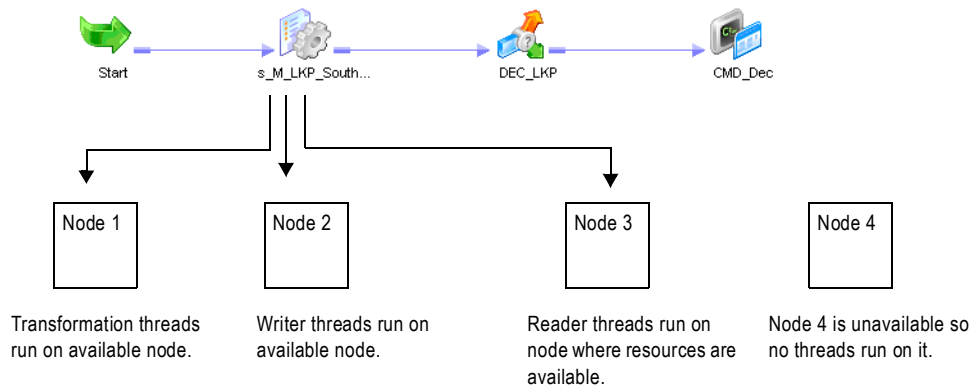 Start
s_M_LKP_South...
DEC_LKP
CMD_Dec
Node 1
Node 2
Node 3
Node 4
Transformation threads
run on available node.
Writer threads run on
available node.
Reader threads run on
node where resources are
available.
Node 4 is unavailable so
no threads run on it.